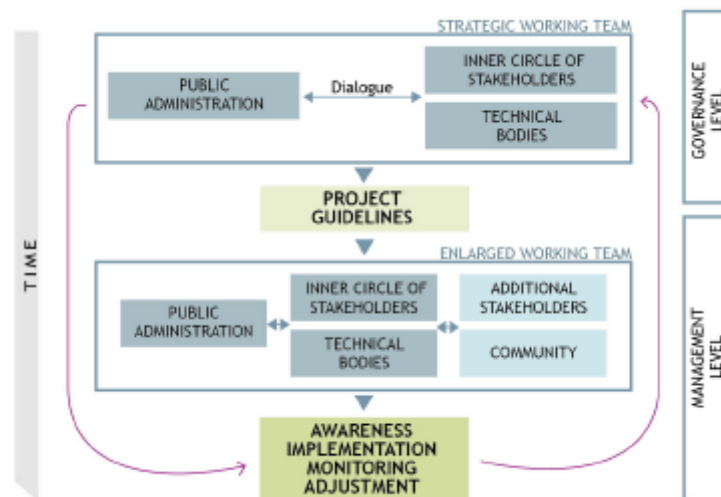 STRATEGIC WORKING TEAM
PUBLIC
ADMINISTRATION
Dialogue
INNER CIRCLE OF
STAKEHOLDERS
TECHNICAL
BODIES
GOVERNANCE
LEVEL
PROJECT
GUIDELINES
TIME
ENLARGED WORKING TEAM
PUBLIC
ADMINISTRATION
INNER CIRCLE OF
STAKEHOLDERS
TECHNICAL
BODIES
ADDITIONAL
STAKEHOLDERS
COMMUNITY
MANAGEMENT
LEVEL
AWARENESS
IMPLEMENTATION
MONITORING
ADJUSTMENT